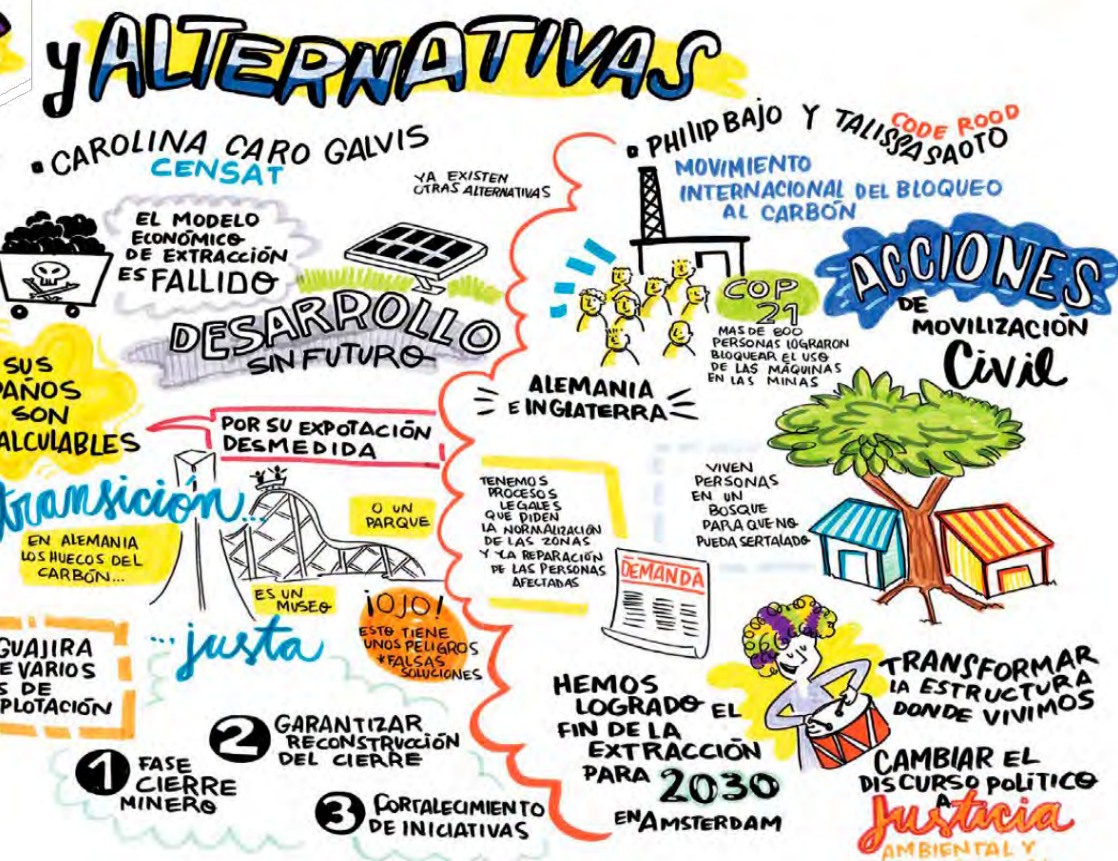 y ALTERNATIVAS
CAROLINA CARO GALVIS
CENSAT
YA EXISTEN
OTRAS ALTERNATIVAS
EL MODELO
ECONÓMICO
DE EXTRACCIÓN
ES FALLIDO
DESARROLLO
SIN FUTURO
SUS
DAÑOS
SON
ALCULABLES
POR SU EXPOTACIÓN
DESMEDIDA
transición...
EN ALEMANIA
LOS HUECOS DEL
CARBÓN...
O UN
PARQUE
ES UN
MUSEO
...justa
¡OJO!
ESTO TIENE
UNOS PELIGROS
*FALSAS
SOLUCIONES
GUAJIRA
E VARIOS
S DE
PLOTACIÓN
1 FASE
CIERRE
MINERO
2 GARANTIZAR
RECONSTRUCCIÓN
DEL CIERRE
3 FORTALECIMIENTO
DE INICIATIVAS
PHILIP BAJO Y TALISSA SAOTO
CODE ROOD
MOVIMIENTO
INTERNACIONAL DEL BLOQUEO
AL CARBÓN
COP
21
MAS DE 800
PERSONAS LOGRARON
BLOQUEAR EL USO
DE LAS MÁQUINAS
EN LAS MINAS
ACCIONES
DE
MOVILIZACIÓN
Civil
ALEMANIA
E INGLATERRA
TENEMOS
PROCESOS
LEGALES
QUE PIDEN
LA NORMALIZACIÓN
DE LAS ZONAS
Y LA REPARACIÓN
DE LAS PERSONAS
AFECTADAS
DEMANDA
VIVEN
PERSONAS
EN UN
BOSQUE
PARA QUE NO
PUEDA SERTALADO
HEMOS
LOGRADO EL
FIN DE LA
EXTRACCIÓN
PARA 2030
EN AMSTERDAM
TRANSFORMAR
LA ESTRUCTURA
DONDE VIVIMOS
CAMBIAR EL
DISCURSO POLÍTICO
A
Justicia
AMBIENTAL Y